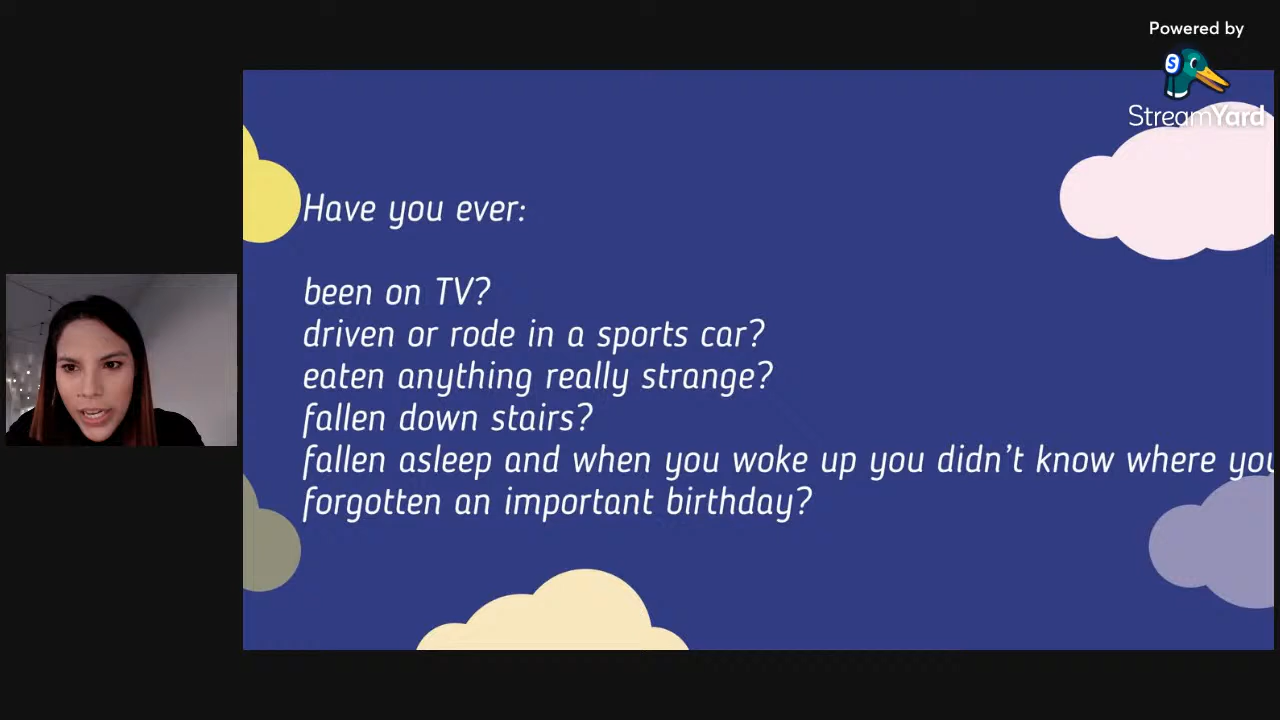 Powered by
StreamYard
Have you ever:
been on TV?
driven or rode in a sports car?
eaten anything really strange?
fallen down stairs?
fallen asleep and when you woke up you didn't know where you
forgotten an important birthday?